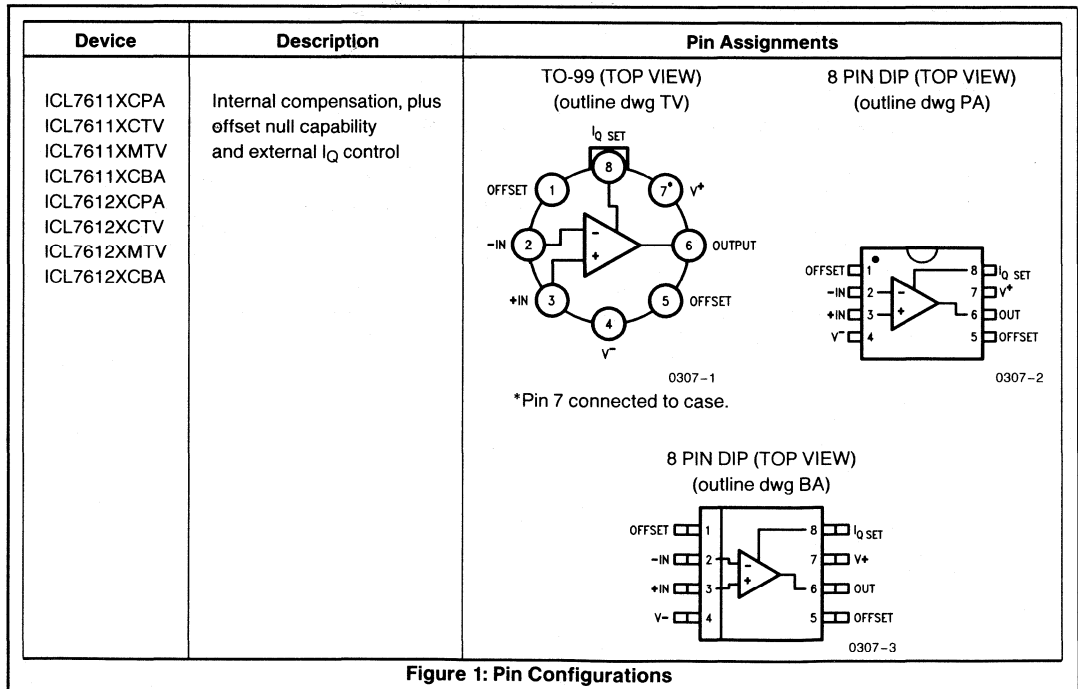 Device Description Pin Assignments
ICL7611XCPA
ICL7611XCTV
ICL7611XMTV
ICL7611XCBA
ICL7612XCPA
ICL7612XCTV
ICL7612XMTV
ICL7612XCBA
Internal compensation, plus
offset null capability
and external IQ control
TO-99 (TOP VIEW)
(outline dwg TV)
IQ SET
8
OFFSET 1
7* V+
-IN 2
-
+
6 OUTPUT
+IN 3
5 OFFSET
4
V-
0307-1
*Pin 7 connected to case.
8 PIN DIP (TOP VIEW)
(outline dwg PA)
OFFSET 1 8 IQ SET
-IN 2 - 7 V+
+IN 3 + 6 OUT
V- 4 5 OFFSET
0307-2
8 PIN DIP (TOP VIEW)
(outline dwg BA)
OFFSET 1 8 IQ SET
-IN 2 - 7 V+
+IN 3 + 6 OUT
V- 4 5 OFFSET
0307-3
Figure 1: Pin Configurations